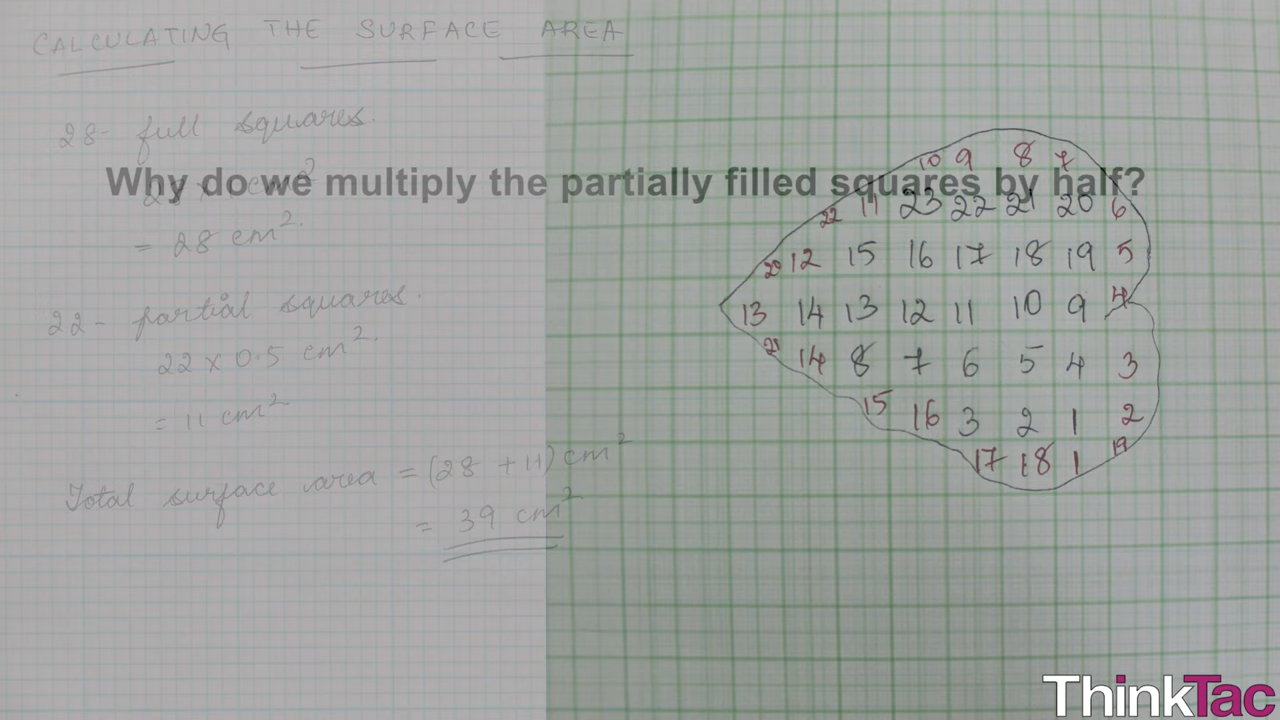 CALCULATING THE SURFACE AREA
28- full squares.
Why do we multiply the partially filled squares by half?
28 x 1 cm²
= 28 cm².
22- partial squares.
22 x 0.5 cm².
= 11 cm²
Total surface area = (28 + 11) cm²
= 39 cm²
10 9 8 7
22 11 23 22 21 20 6
20 12 15 16 17 18 19 5
13 14 13 12 11 10 9 4
21 14 8 7 6 5 4 3
15 16 3 2 1 2
17 18 1 19
ThinkTac